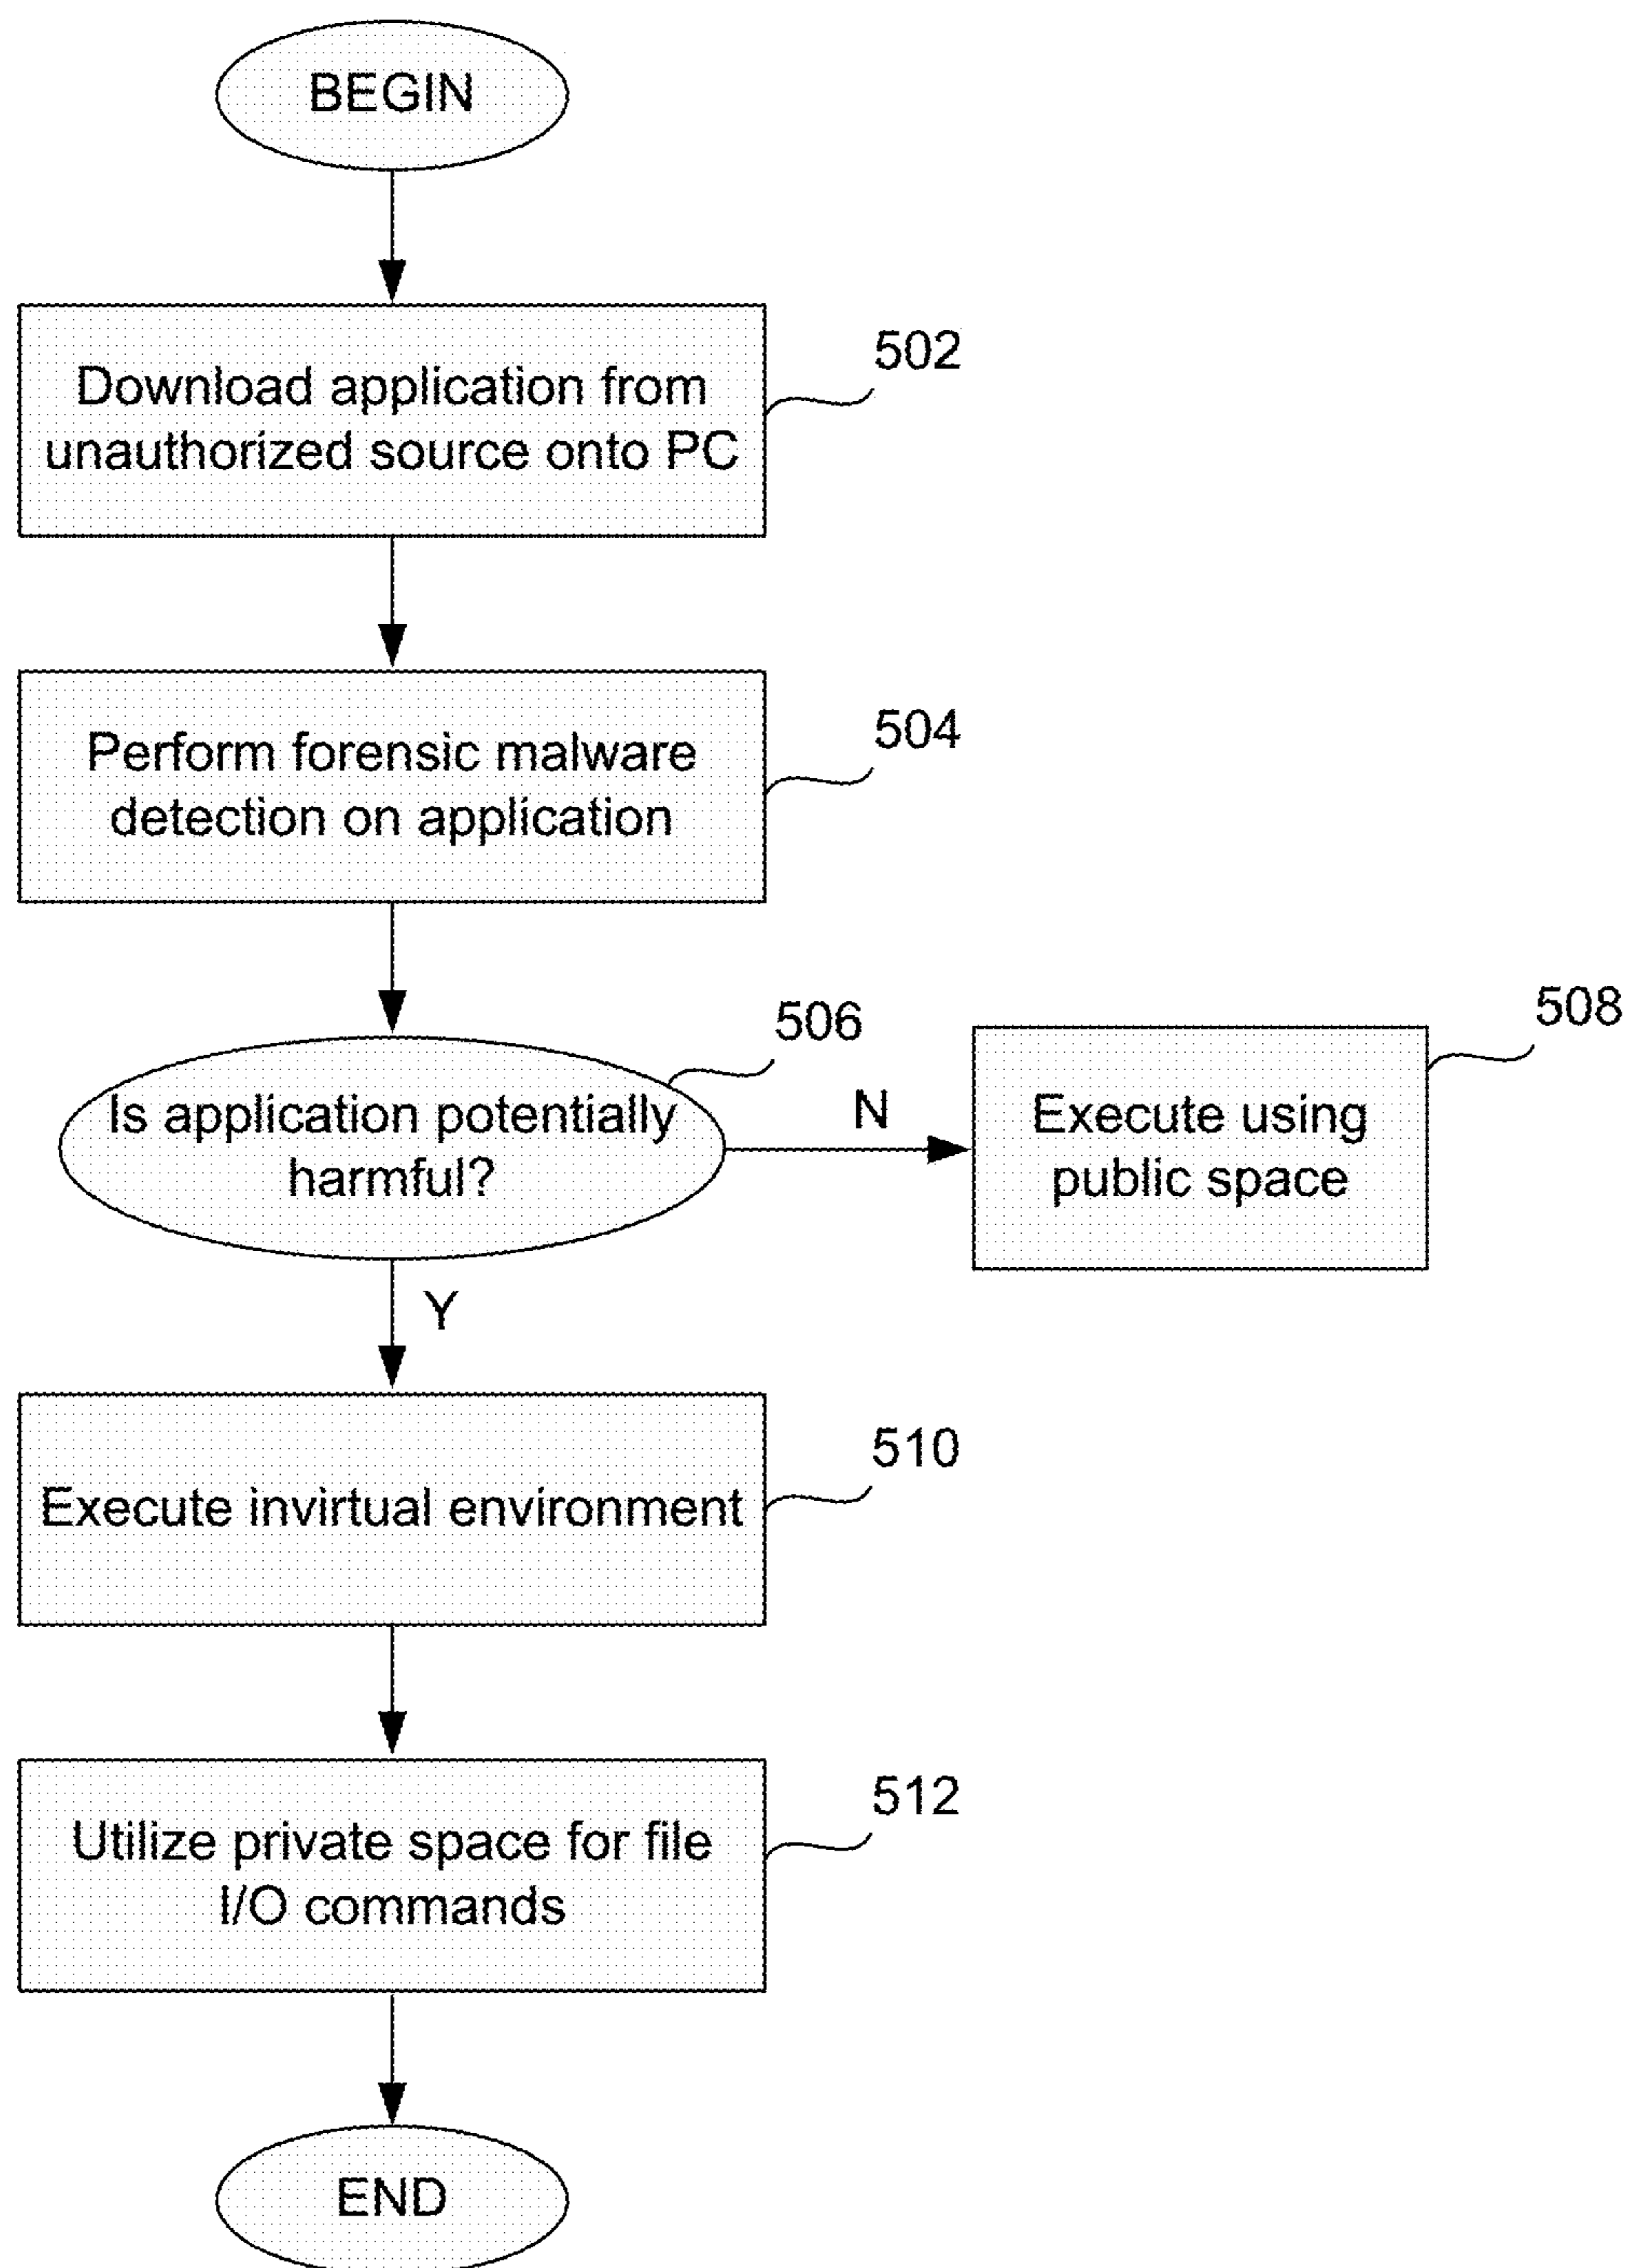 BEGIN
Download application from
unauthorized source onto PC
502
Perform forensic malware
detection on application
504
Is application potentially
harmful?
506
N
Execute using
public space
508
Y
Execute invirtual environment
510
Utilize private space for file
I/O commands
512
END